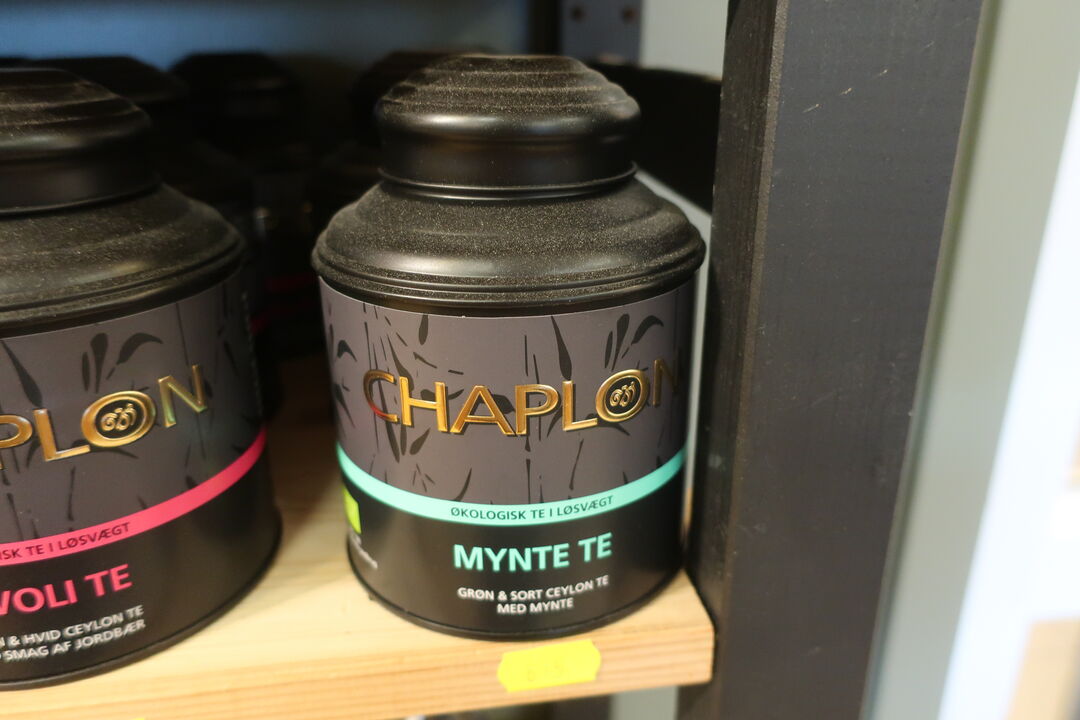 PLON
SK TE I LØSVÆGT
VOLI TE
& HVID CEYLON TE
SMAG AF JORDBÆR
CHAPLON
ØKOLOGISK TE I LØSVÆGT
MYNTE TE
GRØN & SORT CEYLON TE
MED MYNTE